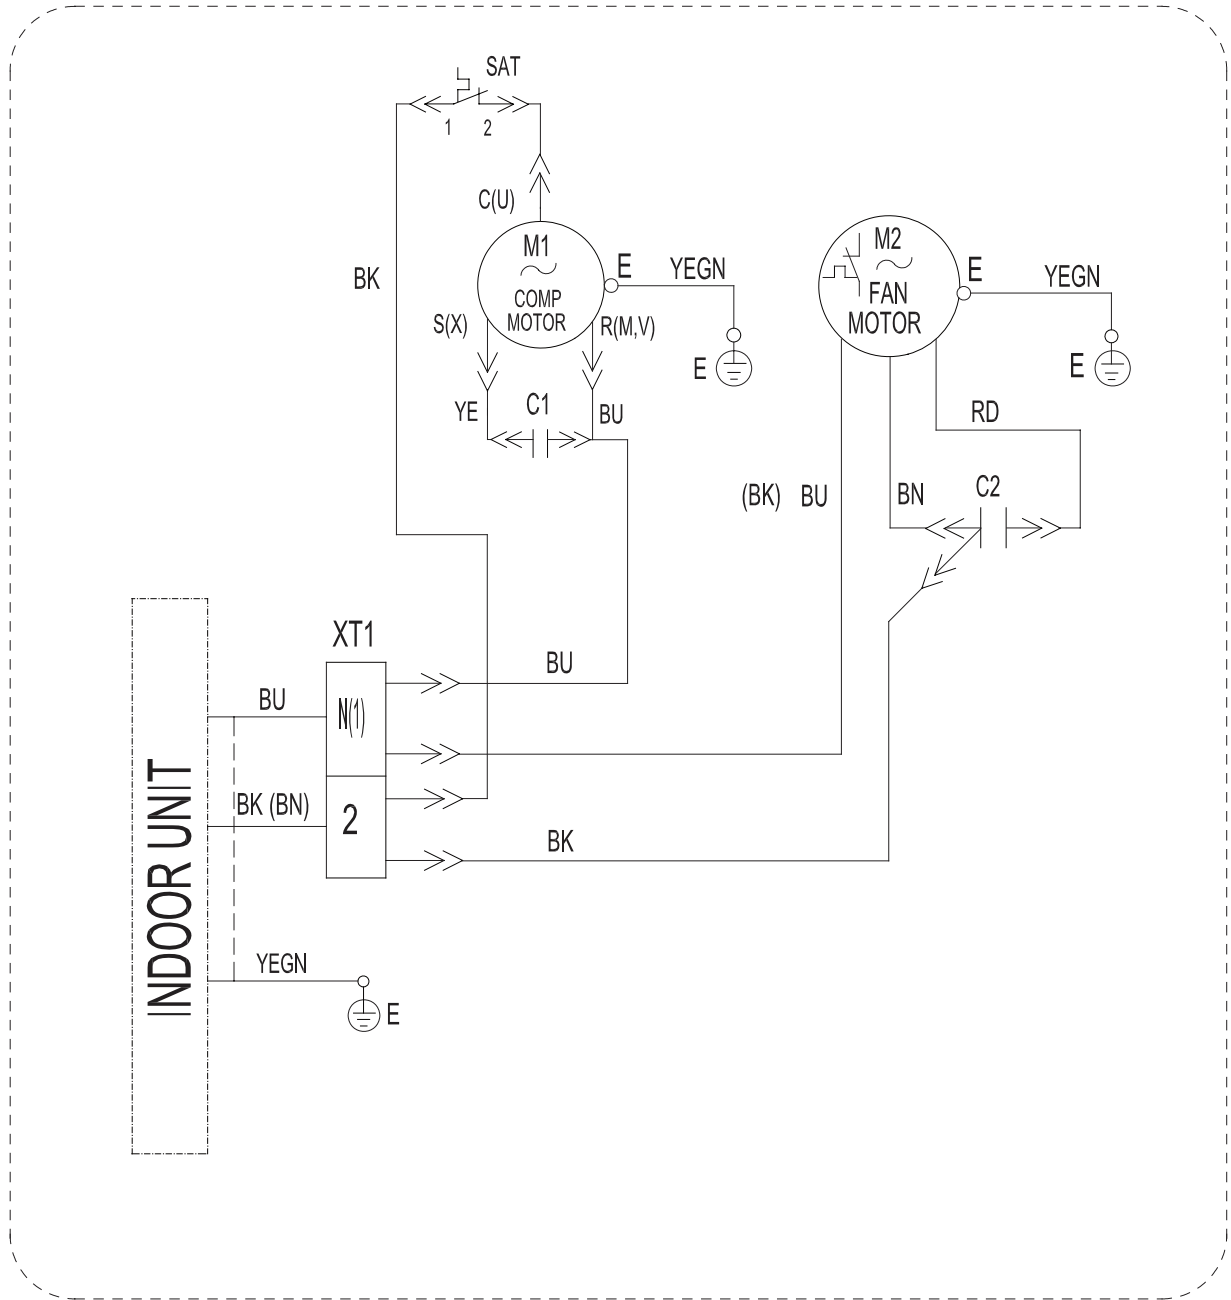 SAT
1 2
C(U)
M1
COMP
MOTOR
E
YEGN
E
BK
S(X)
R(M,V)
YE
C1
BU
M2
FAN
MOTOR
E
YEGN
E
RD
(BK) BU
BN
C2
XT1
BU
N(1)
BU
BK (BN)
2
BK
INDOOR UNIT
YEGN
E